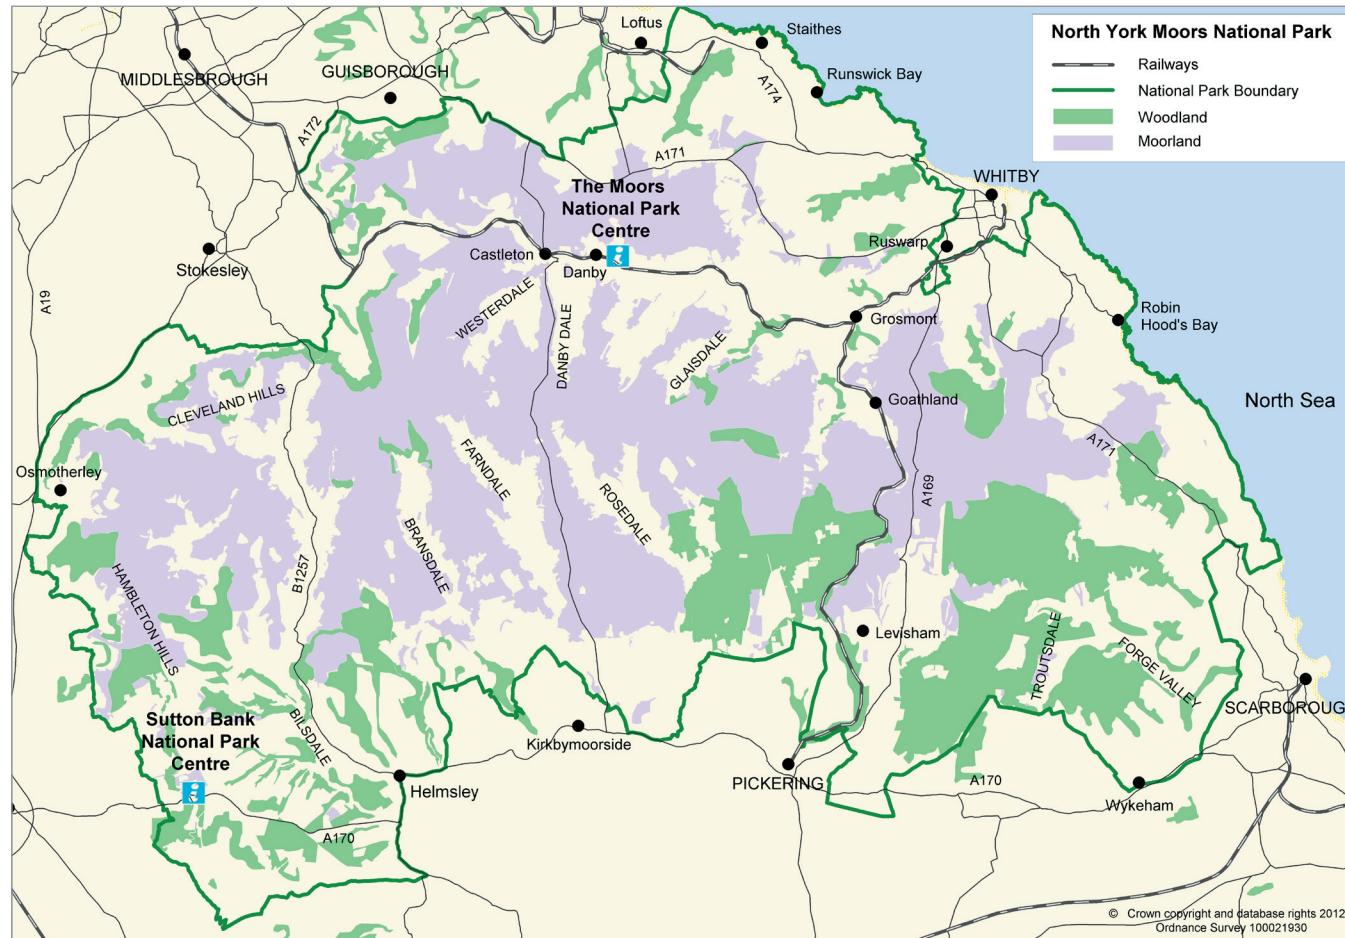 North York Moors National Park
Railways
National Park Boundary
Woodland
Moorland
Loftus
Staithes
MIDDLESBROUGH
GUISBOROUGH
Runswick Bay
A174
A172
A171
WHITBY
The Moors
National Park
Centre
Ruswarp
Stokesley
Castleton
Danby
A19
WESTERDALE
DANBY DALE
GLAISDALE
Grosmont
Robin
Hood's Bay
CLEVELAND HILLS
Goathland
North Sea
Osmotherley
FARNDALE
ROSEDALE
A169
A171
BRANSDALE
B1257
HAMBLETON HILLS
Levisham
TROUTSDALE
FORGE VALLEY
SCARBOROUG
Sutton Bank
National Park
Centre
BILSDALE
Kirkbymoorside
PICKERING
A170
Helmsley
Wykeham
A170
© Crown copyright and database rights 2012
Ordnance Survey 100021930